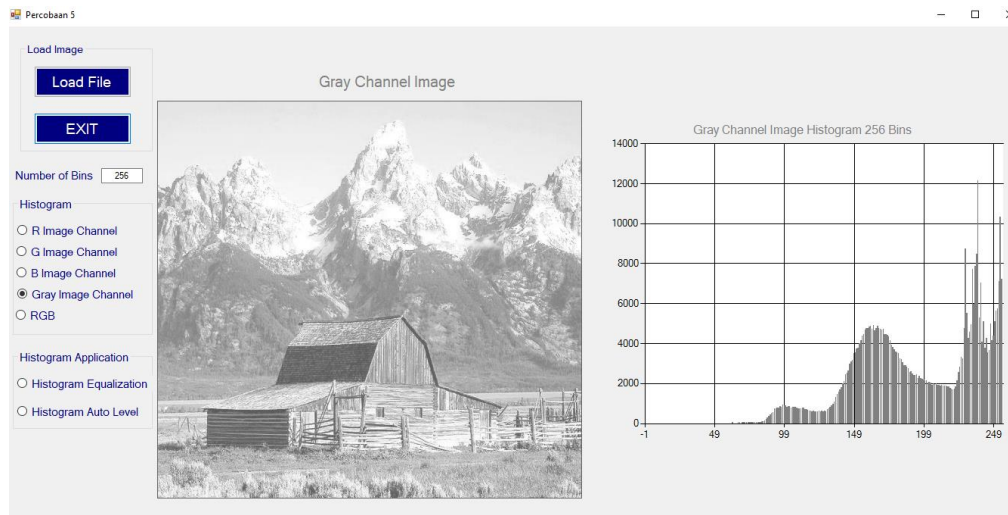 Percobaan 5
Load Image
Load File
EXIT
Number of Bins 256
Histogram
R Image Channel
G Image Channel
B Image Channel
Gray Image Channel
RGB
Histogram Application
Histogram Equalization
Histogram Auto Level
Gray Channel Image
Gray Channel Image Histogram 256 Bins
14000
12000
10000
8000
6000
4000
2000
0
-1 49 99 149 199 249